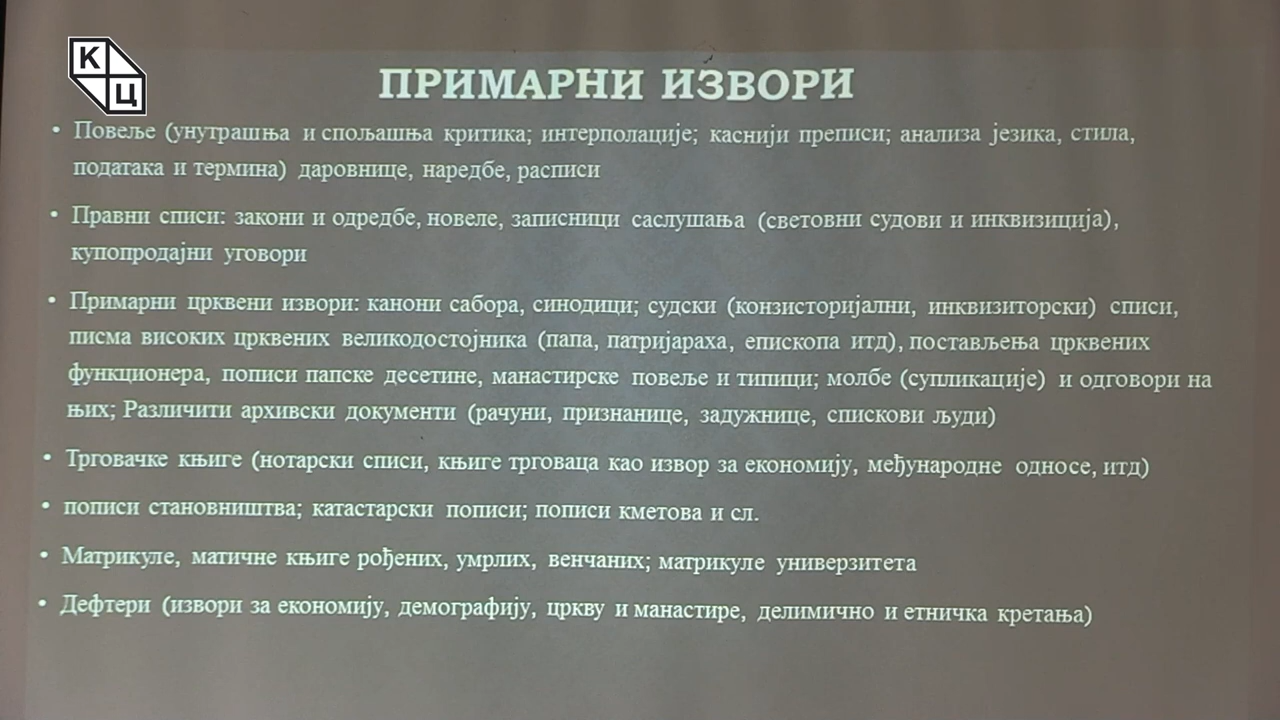 К
Ц
ПРИМАРНИ ИЗВОРИ
• Повеље (унутрашња и спољашња критика; интерполације; каснији преписи; анализа језика, стила,
података и термина) даровнице, наредбе, расписи
• Правни списи: закони и одредбе, новеле, записници саслушања (световни судови и инквизиција),
купопродајни уговори
• Примарни црквени извори: канони сабора, синодици; судски (конзисторијални, инквизиторски) списи,
писма високих црквених великодостојника (папа, патријараха, епископа итд), постављења црквених
функционера, пописи папске десетине, манастирске повеље и типици; молбе (супликације) и одговори на
њих; Различити архивски документи (рачуни, признанице, задужнице, спискови људи)
• Трговачке књиге (нотарски списи, књиге трговаца као извор за економију, међународне односе, итд)
• пописи становништва; катастарски пописи; пописи кметова и сл.
• Матрикуле, матичне књиге рођених, умрлих, венчаних; матрикуле универзитета
• Дефтери (извори за економију, демографију, цркву и манастире, делимично и етничка кретања)